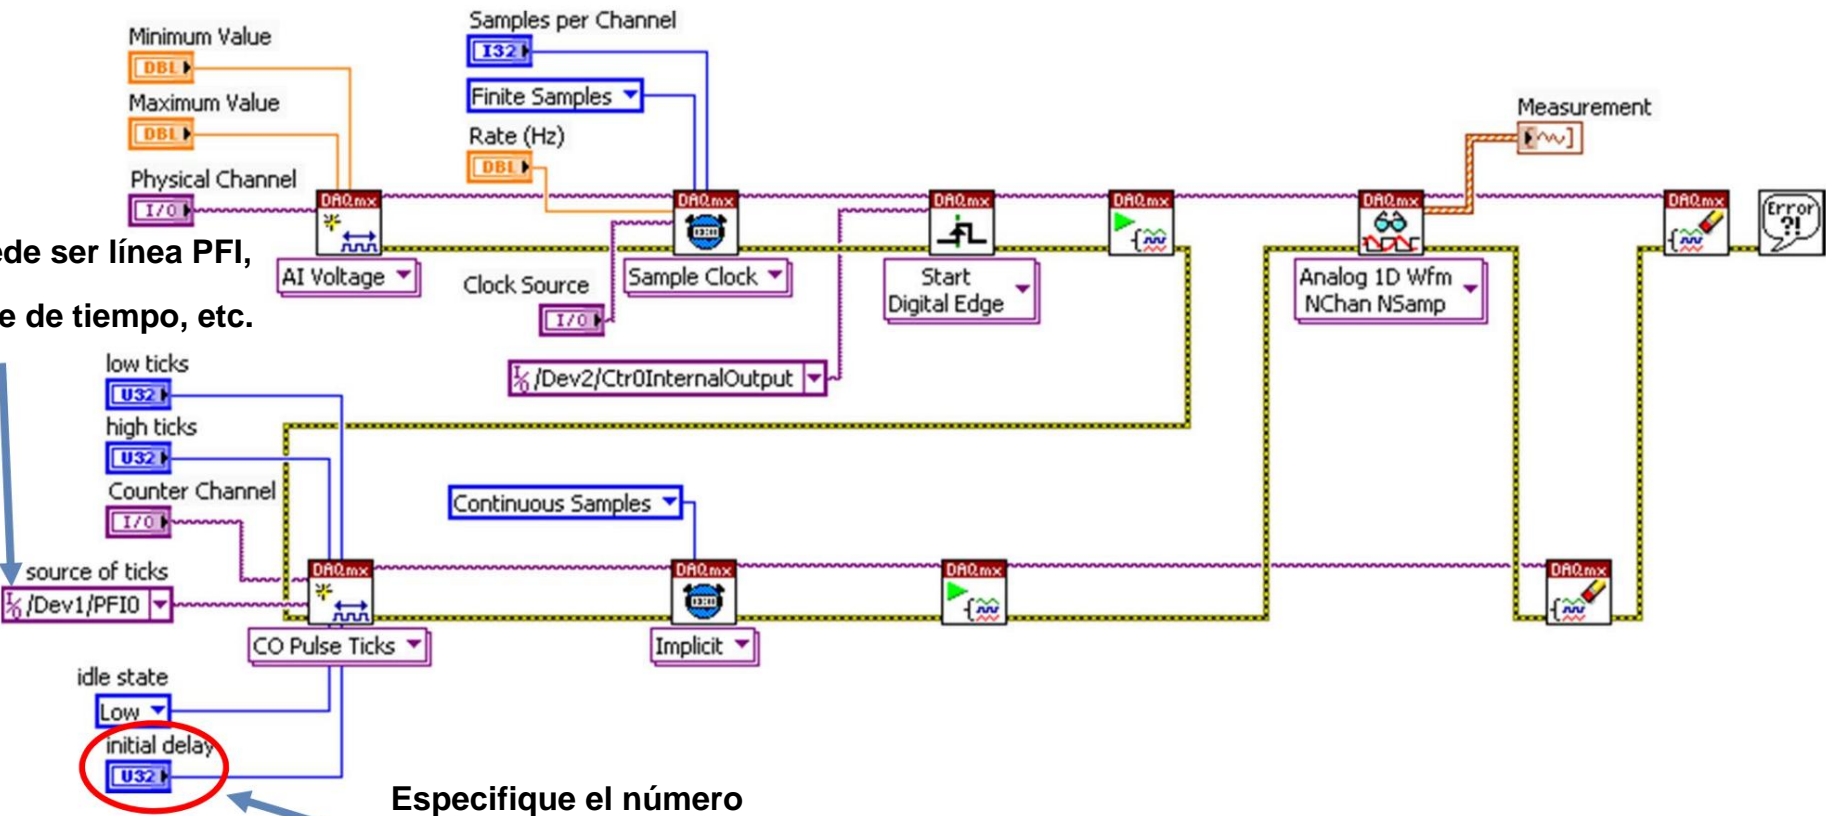 Samples per Channel
Minimum Value
I32
DBL
Finite Samples
Maximum Value
DBL
Rate (Hz)
DBL
Measurement
Physical Channel
I/O
DAQmx
DAQmx
DAQmx
DAQmx
DAQmx
DAQmx
Error
?!
ede ser línea PFI,
AI Voltage
Clock Source
Sample Clock
Start
Digital Edge
Analog 1D Wfm
NChan NSamp
e de tiempo, etc.
I/O
low ticks
U32
I/O /Dev2/Ctr0InternalOutput
high ticks
U32
Counter Channel
I/O
Continuous Samples
source of ticks
I/O /Dev1/PFI0
DAQmx
DAQmx
DAQmx
DAQmx
CO Pulse Ticks
Implicit
idle state
Low
initial delay
U32
Especifique el número